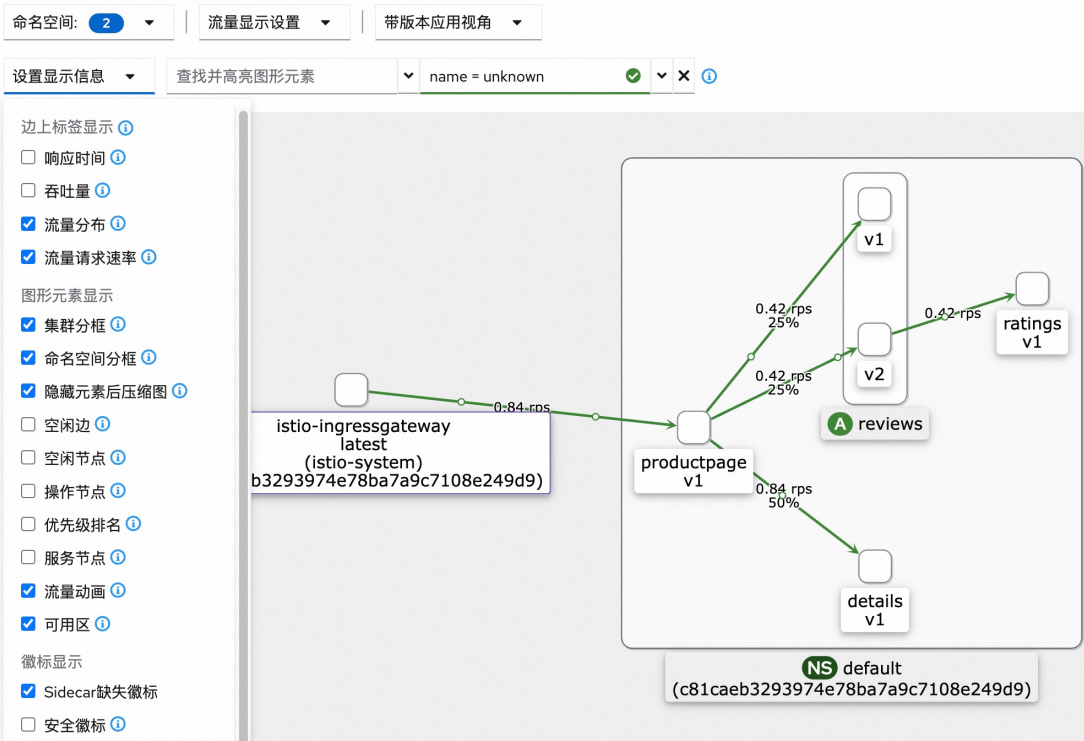 命名空间: 2
流量显示设置
带版本应用视角
设置显示信息
查找并高亮图形元素
name = unknown
边上标签显示
响应时间
吞吐量
流量分布
流量请求速率
图形元素显示
集群分框
命名空间分框
隐藏元素后压缩图
空闲边
空闲节点
操作节点
优先级排名
服务节点
流量动画
可用区
徽标显示
Sidecar缺失徽标
安全徽标
0.84 rps
istio-ingressgateway
latest
(istio-system)
b3293974e78ba7a9c7108e249d9)
productpage
v1
0.42 rps
25%
0.42 rps
25%
0.84 rps
50%
v1
v2
A reviews
0.42 rps
ratings
v1
details
v1
NS default
(c81caeb3293974e78ba7a9c7108e249d9)